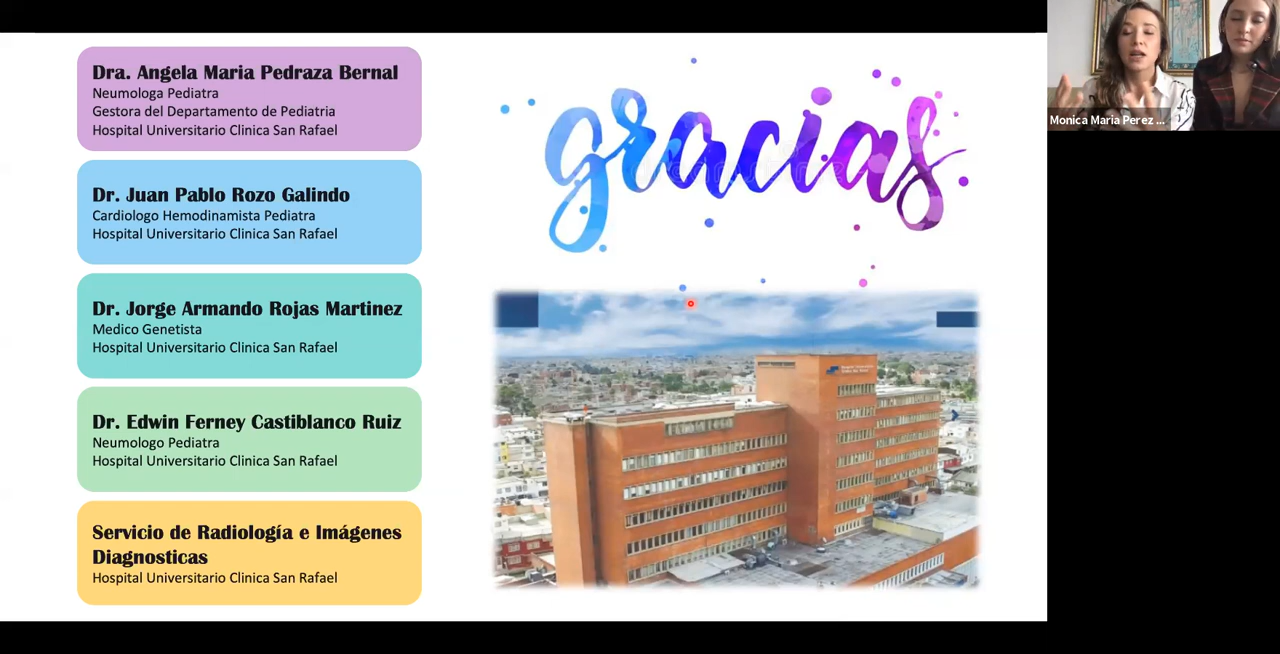 Dra. Angela Maria Pedraza Bernal
Neumologa Pediatra
Gestora del Departamento de Pediatria
Hospital Universitario Clinica San Rafael
Dr. Juan Pablo Rozo Galindo
Cardiologo Hemodinamista Pediatra
Hospital Universitario Clinica San Rafael
Dr. Jorge Armando Rojas Martinez
Medico Genetista
Hospital Universitario Clinica San Rafael
Dr. Edwin Ferney Castiblanco Ruiz
Neumologo Pediatra
Hospital Universitario Clinica San Rafael
Servicio de Radiología e Imágenes
Diagnosticas
Hospital Universitario Clinica San Rafael
gracias
Monica Maria Perez ...